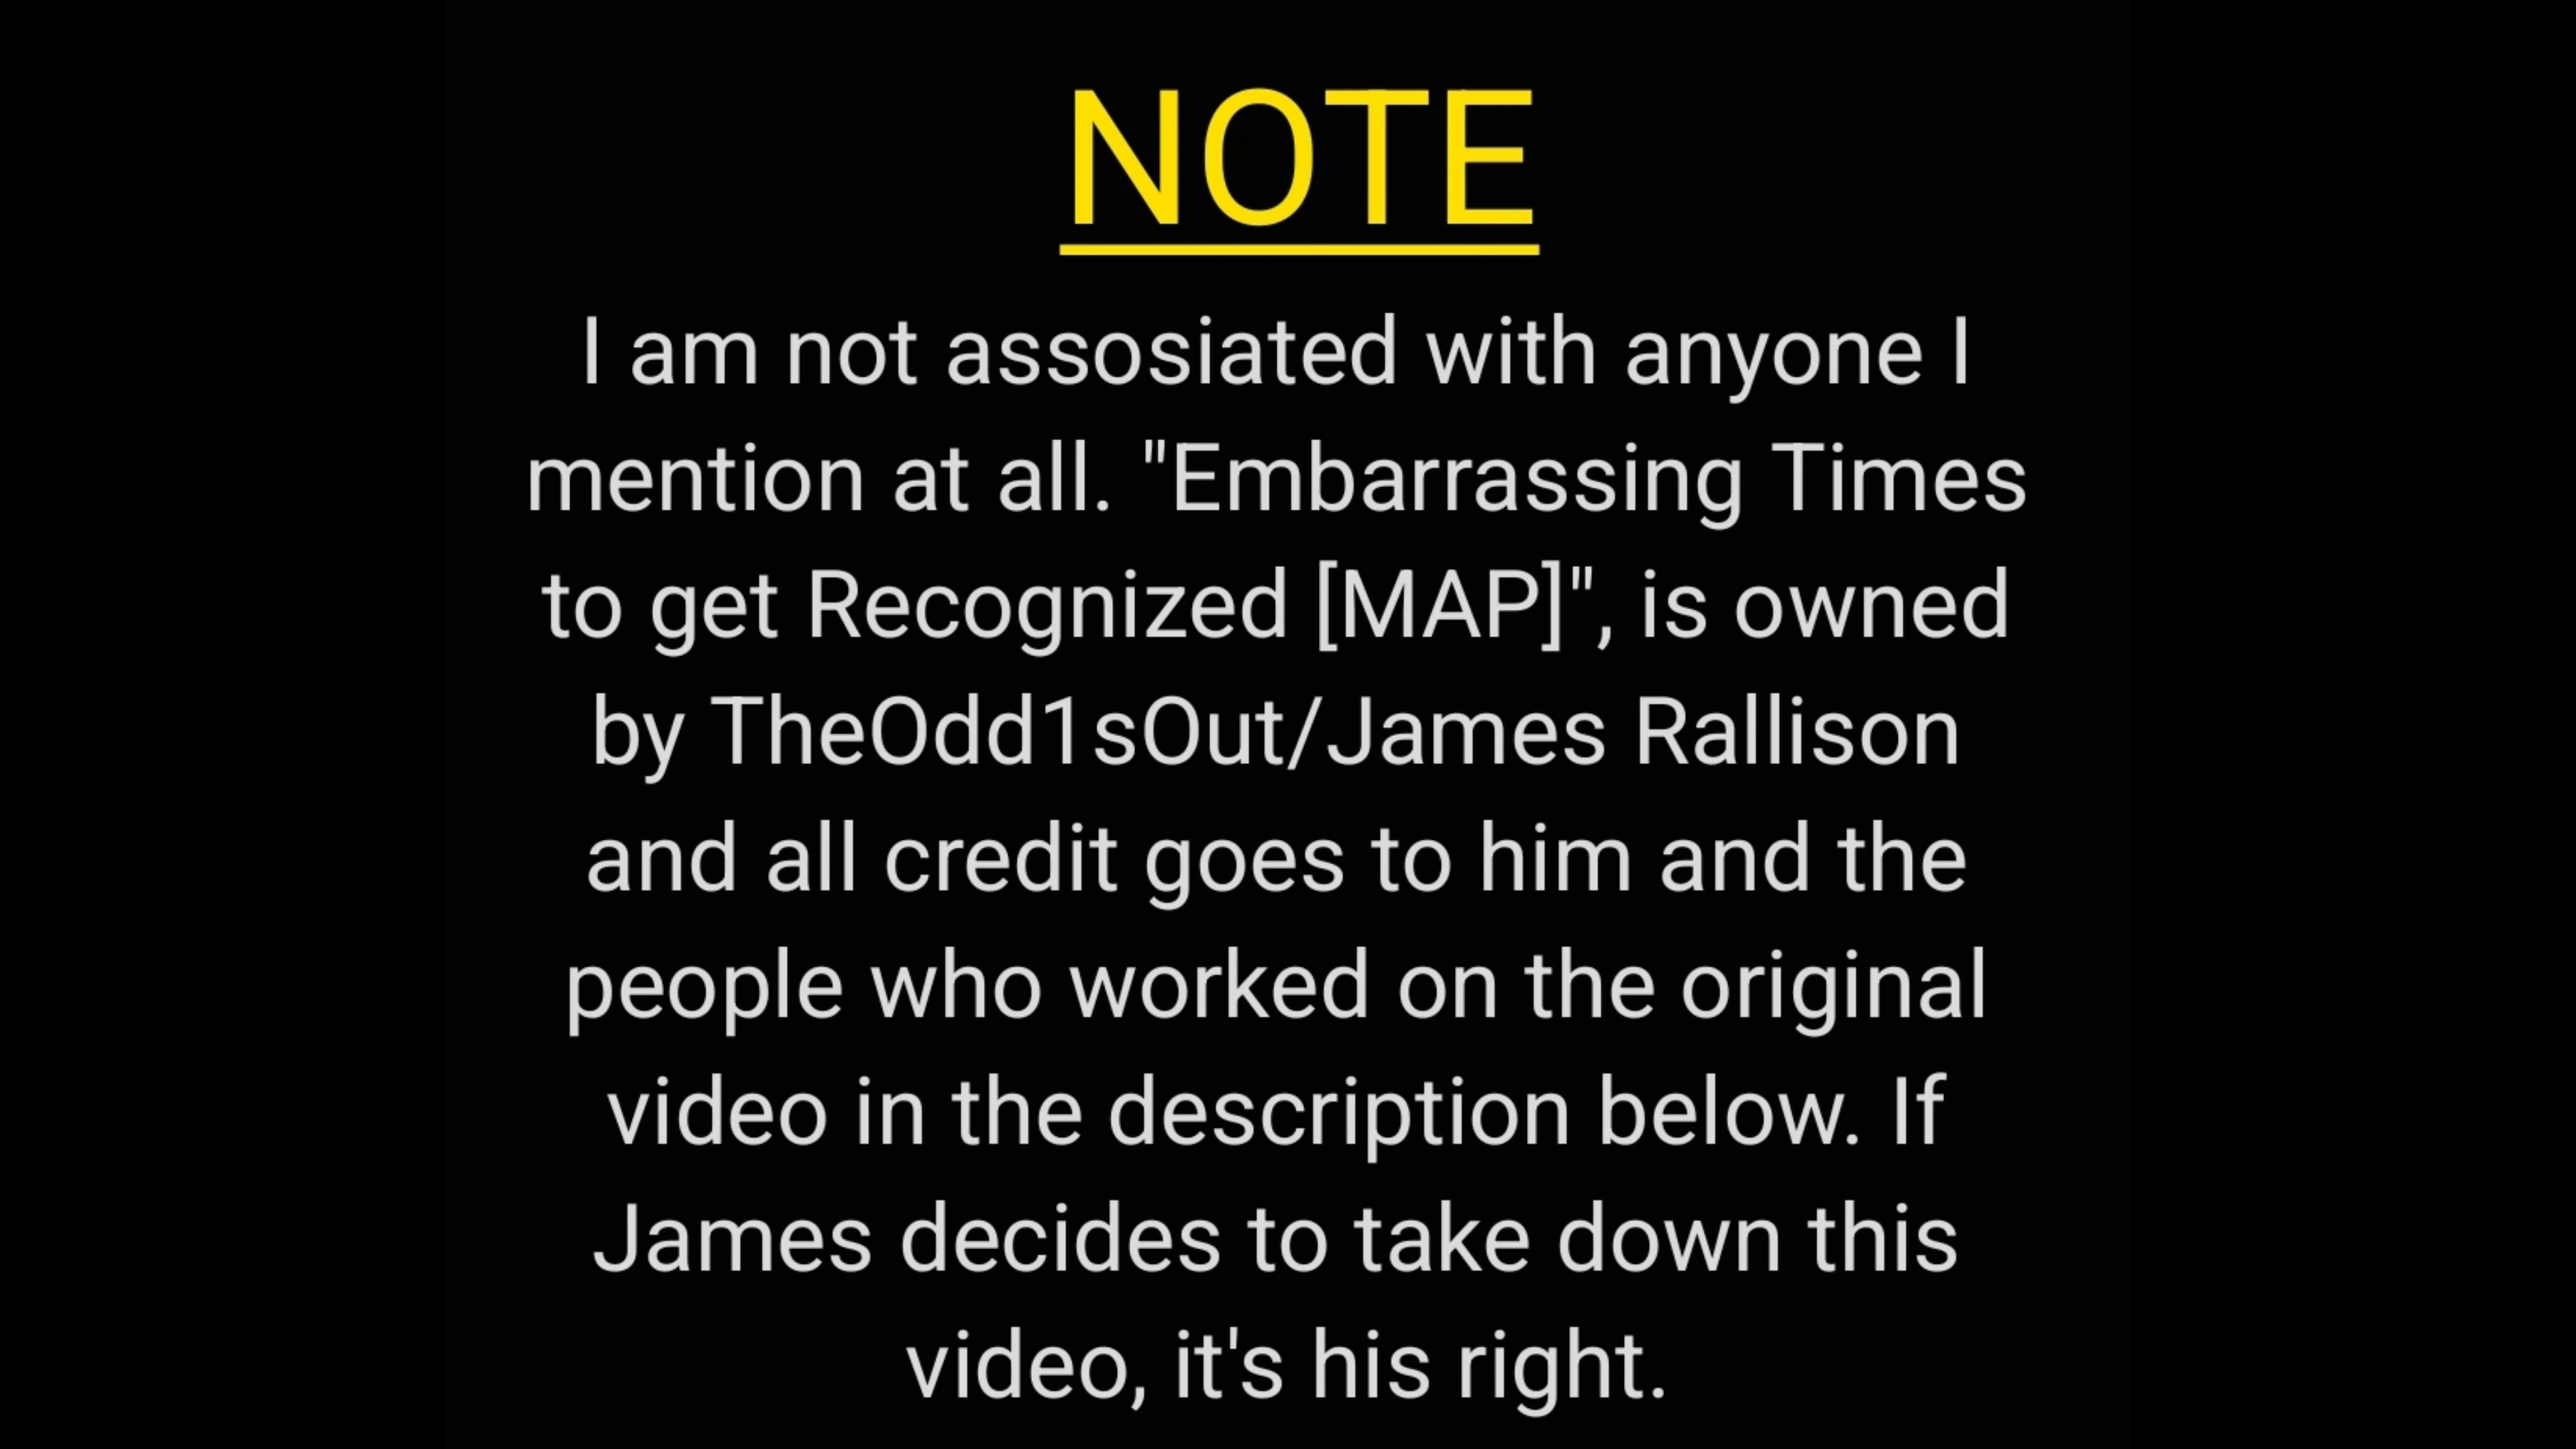 NOTE
I am not assosiated with anyone I
mention at all. "Embarrassing Times
to get Recognized [MAP]", is owned
by TheOdd1sOut/James Rallison
and all credit goes to him and the
people who worked on the original
video in the description below. If
James decides to take down this
video, it's his right.